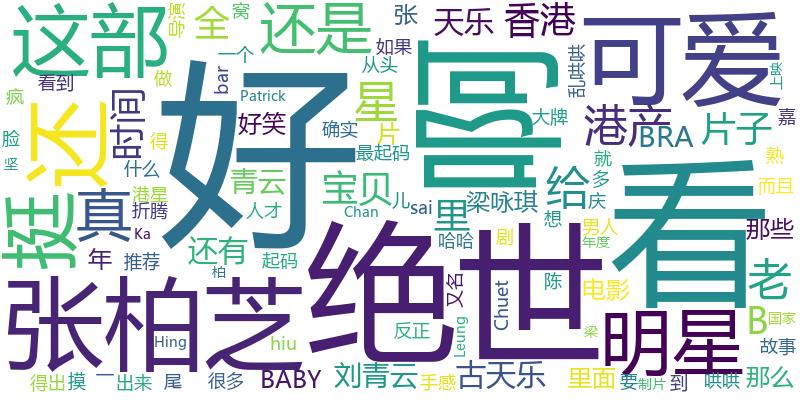 这部
全
窝
导演
还是
张
天乐
香港
可爱
如果
从头
一个
bar
Patrick
看到
疯
做
还
时间
好
好笑
星
片
啊
乱哄哄
大牌
上映
港产
嘉
BRA
片子
脸
得
确实
最起码
坚
什么
港星
青云
宝贝
儿
sai
梁咏琪
给
就
多
庆
熟
而且
看
挺
真
折腾
人才
Chan
里
想
男人
年度
那些
Ka
还有
哈哈
剧
年
推荐
柏
起码
绝世
又名
Chuet
陈
电影
老
张柏芝
B
国家
Hing
hiu
反正
Leung
梁
明星
故事
得出
摸
一
出来
尾
很多
BABY
刘青云
手感
古天乐
里面
要
制片
到
哄哄
那么